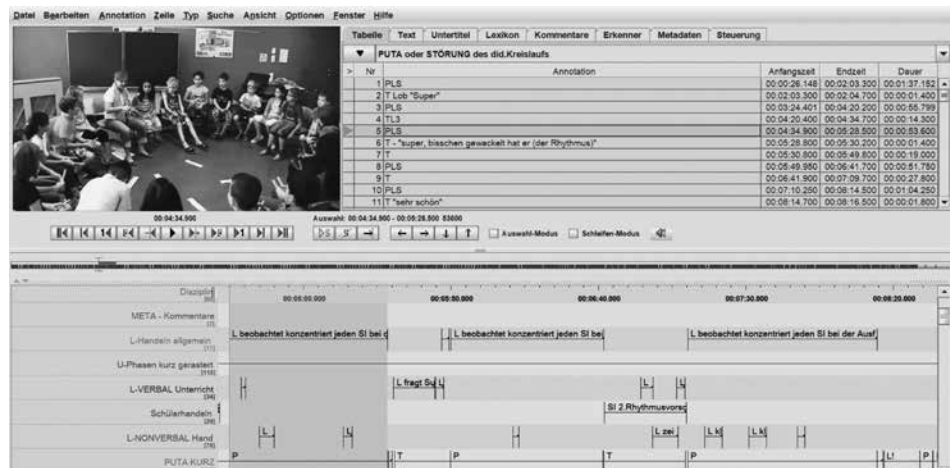 Datei Bearbeiten Annotation Zeile Typ Suche Ansicht Optionen Fenster Hilfe
Tabelle Text Untertitel Lexikon Kommentare Erkenner Metadaten Steuerung
PUTA oder STÖRUNG des did.Kreislaufs
> Nr Annotation Anfangszeit Endzeit Dauer
1 PLS 00:00:26.148 00:02:03.300 00:01:37.152
2 T Lob "Super" 00:02:03.300 00:02:04.700 00:00:01.400
3 PLS 00:03:24.401 00:04:20.200 00:00:55.799
4 TL3 00:04:20.400 00:04:34.700 00:00:14.300
5 PLS 00:04:34.900 00:05:28.500 00:00:53.600
6 T - "super, bisschen gewackelt hat er (der Rhythmus)" 00:05:28.800 00:05:30.200 00:00:01.400
7 T 00:05:30.800 00:05:49.800 00:00:19.000
8 PLS 00:05:49.950 00:06:41.700 00:00:51.750
9 T 00:06:41.900 00:07:09.700 00:00:27.800
10 PLS 00:07:10.250 00:08:14.500 00:01:04.250
11 T "sehr schön" 00:08:14.700 00:08:16.500 00:00:01.800
00:04:34.900 Auswahl: 00:04:34.900 - 00:05:28.500 53600
Auswahl-Modus Schleifen-Modus
Disziplin 00:05:00.000 00:05:50.000 00:06:40.000 00:07:30.000 00:08:20.000
META - Kommentare
L-Handeln allgemein L beobachtet konzentriert jeden SI bei d L beobachtet konzentriert jeden SI bei L beobachtet konzentriert jeden SI bei der Ausf
U-Phasen kurz gerastert
L-VERBAL Unterricht L fragt Su L L L
Schülerhandeln SI 2.Rhythmusvorsc
L-NONVERBAL Hand L L L zei L k L k
PUTA KURZ P T P T P L! P